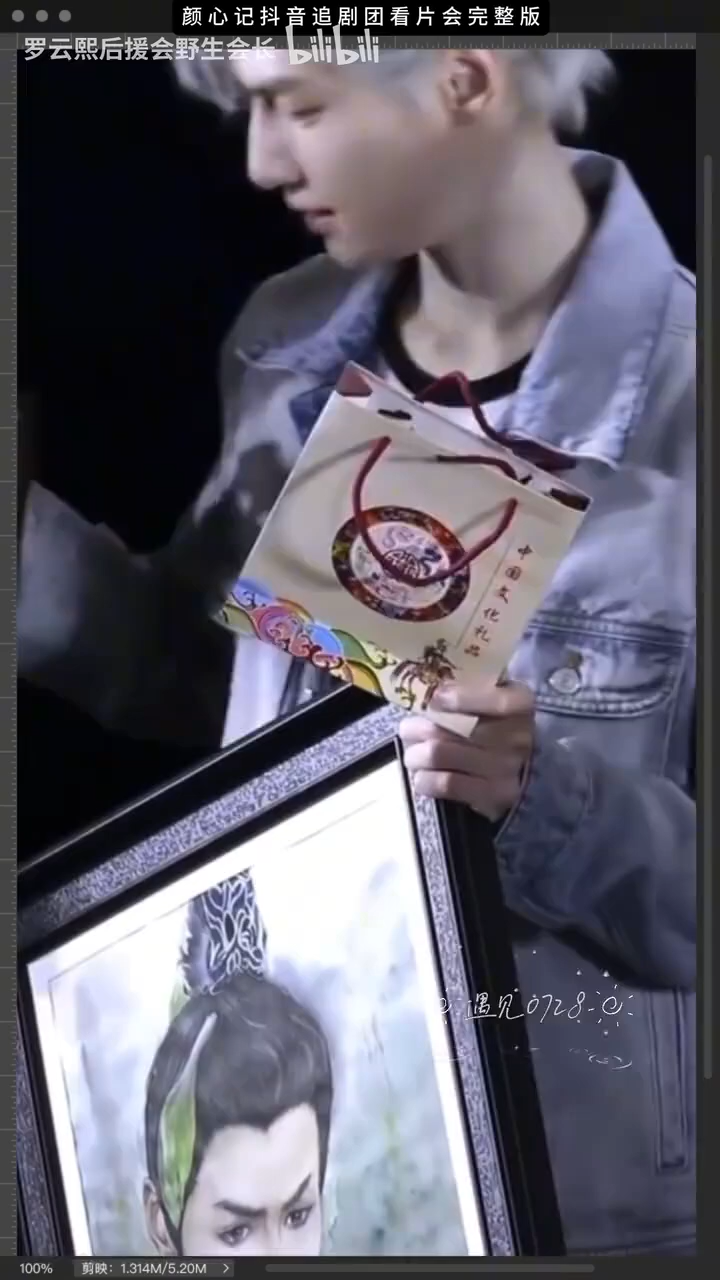 颜心记抖音追剧团看片会完整版
罗云熙后援会野生会长 bilibili
中国文化礼品
遇见0728
100% 剪映：1.314M/5.20M